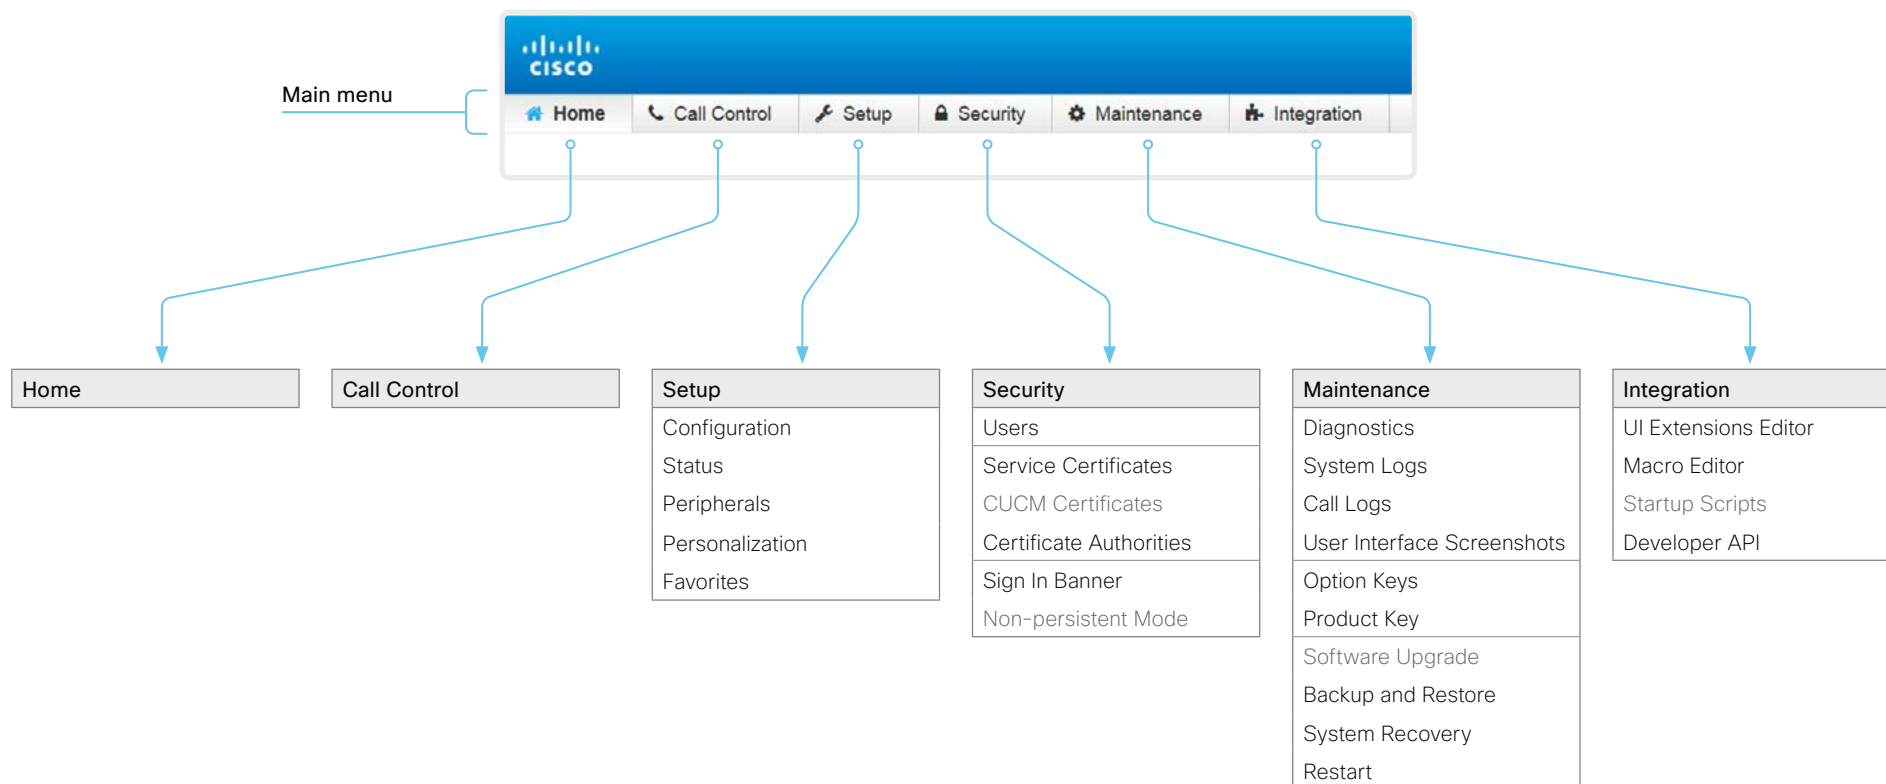 CISCO
Main menu
Home Call Control Setup Security Maintenance Integration
Home
Call Control
Setup
Configuration
Status
Peripherals
Personalization
Favorites
Security
Users
Service Certificates
CUCM Certificates
Certificate Authorities
Sign In Banner
Non-persistent Mode
Maintenance
Diagnostics
System Logs
Call Logs
User Interface Screenshots
Option Keys
Product Key
Software Upgrade
Backup and Restore
System Recovery
Restart
Integration
UI Extensions Editor
Macro Editor
Startup Scripts
Developer API